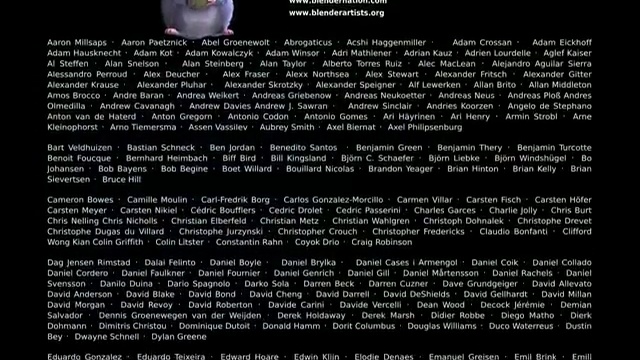 www.blendernation.com
www.blenderartists.org
Aaron Millsaps · Aaron Paetznick · Abel Groenewolt · Abrogaticus · Acshi Haggenmiller · Adam Crossan · Adam Eickhoff
Adam Hausknecht · Adam Kot · Adam Kowalczyk · Adam Winsor · Adri Mathlener · Adrian Kauz · Adrien Lourdelle · Aglef Kaiser
Al Steffen · Alan Snelson · Alan Steinberg · Alan Taylor · Alberto Torres Ruiz · Alec MacLean · Alejandro Aguilar Sierra
Alessandro Perroud · Alex Deucher · Alex Fraser · Alexx Northsea · Alex Stewart · Alexander Fritsch · Alexander Gitter
Alexander Krause · Alexander Pluhar · Alexander Skrotzky · Alexander Speigner · Alf Lewerken · Allan Brito · Allan Middleton
Amos Brocco · Andre Baran · Andrea Weikert · Andreas Griebenow · Andreas Neukoetter · Andreas Neus · Andreas Ploß Andres
Olmedilla · Andrew Cavanagh · Andrew Davies Andrew J. Sawran · Andrew Sinclair · Andries Koorzen · Angelo de Stephano
Anton van de Haterd · Anton Gregorn · Antonio Codon · Antonio Gomes · Ari Häyrinen · Ari Henry · Armin Strobl · Arne
Kleinophorst · Arno Tiemersma · Assen Vassilev · Aubrey Smith · Axel Biernat · Axel Philipsenburg
Bart Veldhuizen · Bastian Schneck · Ben Jordan · Benedito Santos · Benjamin Green · Benjamin Thery · Benjamin Turcotte
Benoit Foucque · Bernhard Heimbach · Biff Bird · Bill Kingsland · Björn C. Schaefer · Björn Liebke · Björn Windshügel · Bo
Johansen · Bob Bayens · Bob Begine · Boet Willard · Bouillard Nicolas · Brandon Yeager · Brian Hinton · Brian Kelly · Brian
Sievertsen · Bruce Hill
Cameron Bowes · Camille Moulin · Carl-Fredrik Borg · Carlos Gonzalez-Morcillo · Carmen Villar · Carsten Fisch · Carsten Höfer
Carsten Meyer · Carsten Nikiel · Cédric Boufflers · Cedric Drolet · Cedric Passerini · Charles Garces · Charlie Jolly · Chris Burt
Chris Nelling Chris Nicholls · Christian Elberfeld · Christian Metz · Christian Wahlgren · Christoph Dohnalek · Christophe Drevet
Christophe Dugas du Villard · Christoph Jurzynski · Christopher Crouch · Christopher Fredericks · Claudio Bonfanti · Clifford
Wong Kian Colin Griffith · Colin Litster · Constantin Rahn · Coyok Drio · Craig Robinson
Dag Jensen Rimstad · Dalai Felinto · Daniel Boyle · Daniel Brylka · Daniel Cases i Armengol · Daniel Coik · Daniel Collado
Daniel Cordero · Daniel Faulkner · Daniel Fournier · Daniel Genrich · Daniel Gill · Daniel Mårtensson · Daniel Rachels · Daniel
Svensson · Danilo Duina · Dario Spagnolo · Darko Sola · Darren Beck · Darren Cuzner · Dave Grundgeiger · David Allevato
David Anderson · David Blake · David Bond · David Cheng · David Darrell · David DeShields · David Gellhardt · David Millan
David Morgan · David Revoy · David Roberton · Davide Carini · Davide Vercelli · Dean Wood · Decock Jérémie · Demian
Salvador · Dennis Groenewegen van der Weijden · Derek Holdaway · Derek Marsh · Didier Robbe · Diego Matho · Dierk
Dohmann · Dimitris Christou · Dominique Dutoit · Donald Hamm · Dorit Columbus · Douglas Williams · Duco Waterreus · Dustin
Bey · Dwayne Schnell · Dylan Greene
Eduardo Gonzalez · Eduardo Teixeira · Edward Hoare · Edwin Klijn · Elodie Denaes · Emanuel Greisen · Emil Brink · Emill